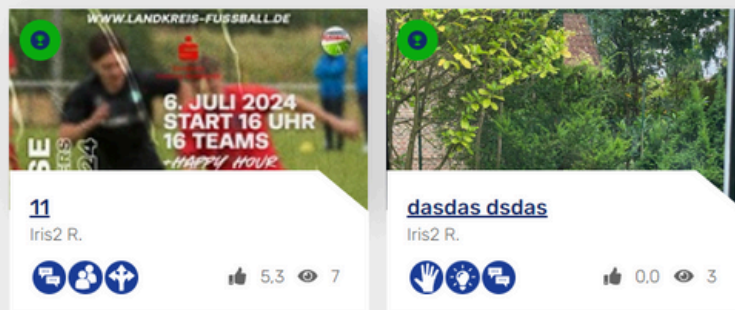 WWW.LANDKREIS-FUSSBALL.DE
6. JULI 2024
START 16 UHR
16 TEAMS
+HAPPY HOUR
11
Iris2 R.
5,3 7
dasdas dsdas
Iris2 R.
0,0 3